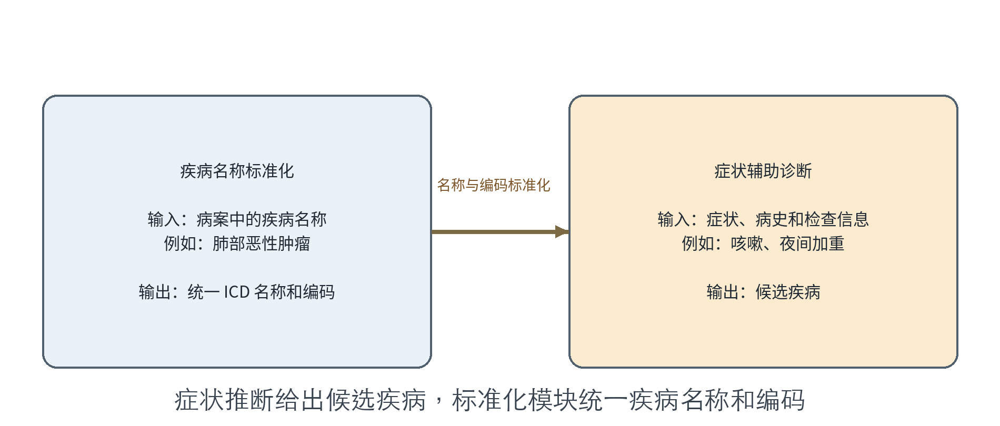 疾病名称标准化
输入：病案中的疾病名称
例如：肺部恶性肿瘤
输出：统一 ICD 名称和编码
名称与编码标准化
症状辅助诊断
输入：症状、病史和检查信息
例如：咳嗽、夜间加重
输出：候选疾病
症状推断给出候选疾病，标准化模块统一疾病名称和编码